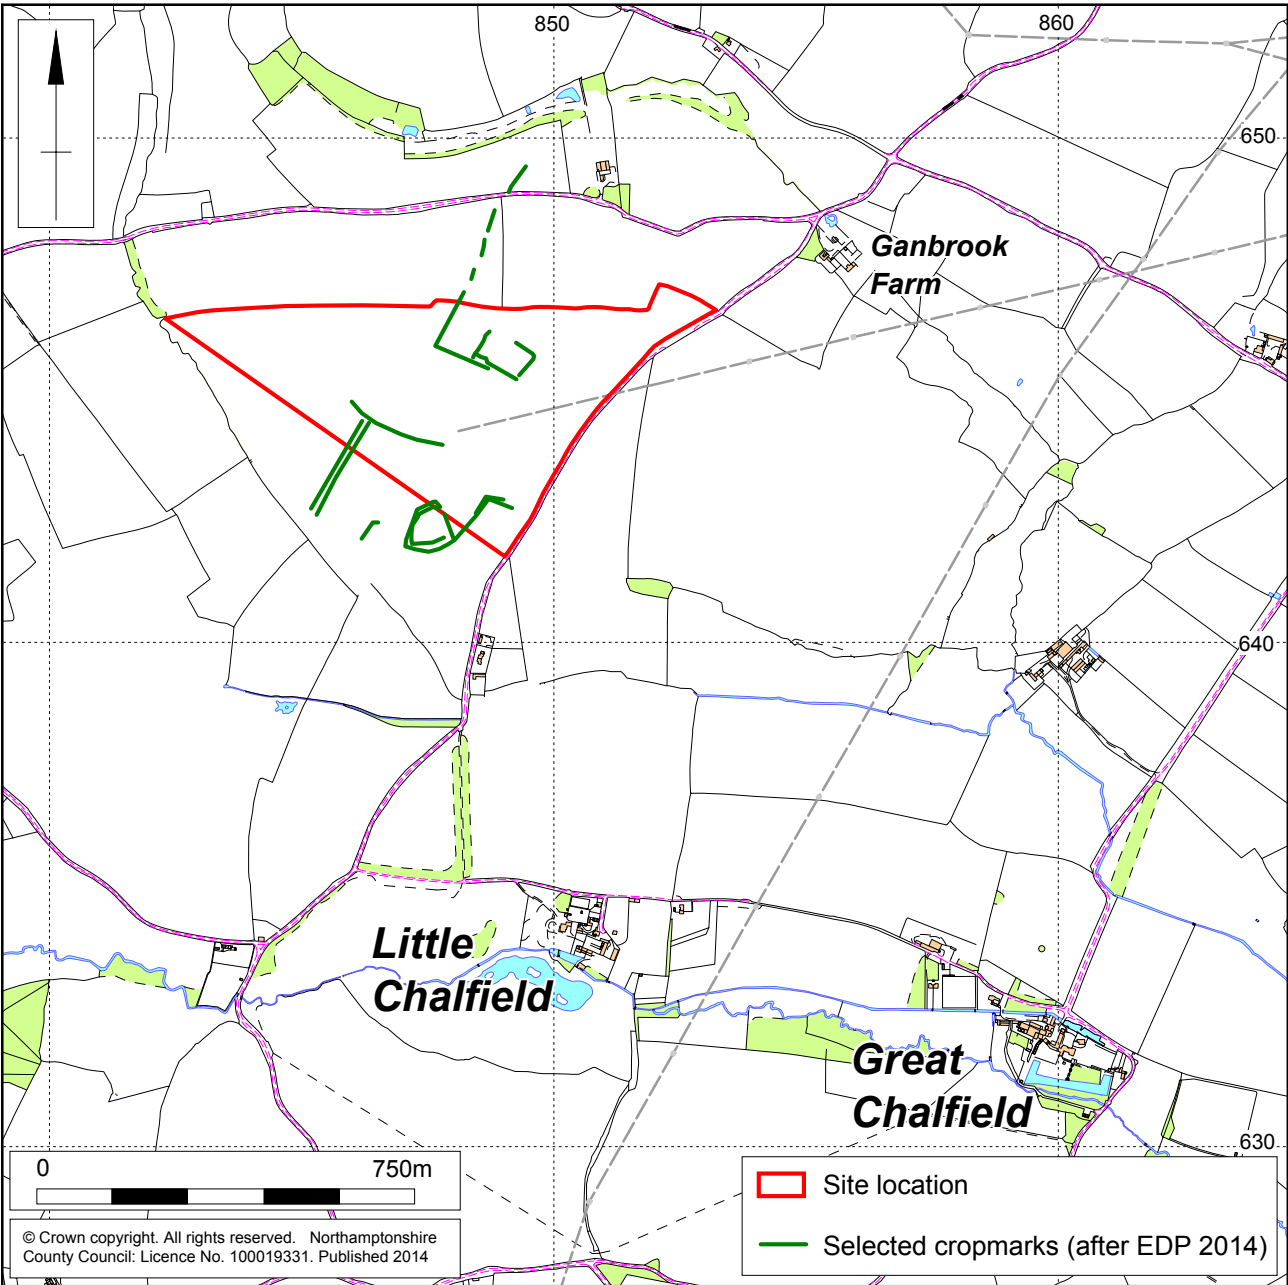 850
860
650
Ganbrook
Farm
640
Little
Chalfield
Great
Chalfield
630
0 750m
© Crown copyright. All rights reserved. Northamptonshire
County Council: Licence No. 100019331. Published 2014
Site location
Selected cropmarks (after EDP 2014)